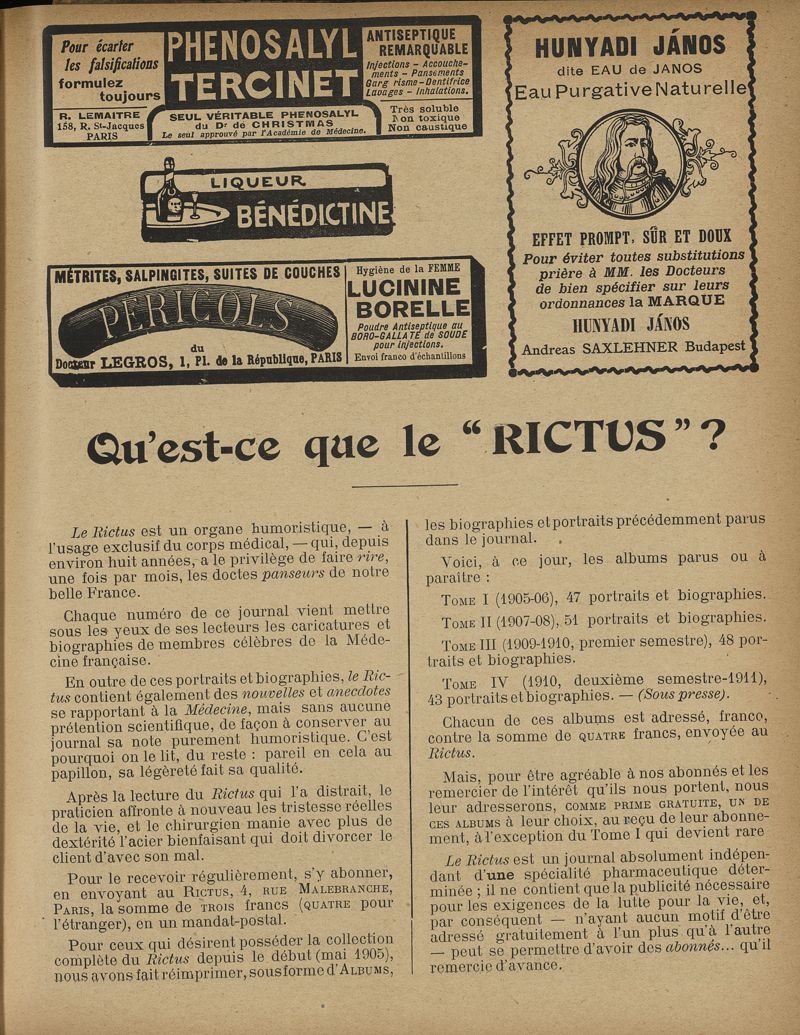 Pour écarter
les falsifications
formulez
toujours
PHENOSALYL
TERCINET
ANTISEPTIQUE
REMARQUABLE
Injections - Accouche-
ments - Pansements
Garg risme-Dentifrice
Lavages - Inhalations.
R. LEMAITRE
158, R. St-Jacques
PARIS
SEUL VÉRITABLE PHENOSALYL
du Dr de CHRISTMAS
Le seul approuvé par l'Académie de Médecine.
Très soluble
Non toxique
Non caustique
LIQUEUR
BÉNÉDICTINE
MÉTRITES, SALPINGITES, SUITES DE COUCHES
PERICOLS
du
Docteur LEGROS, 1, Pl. de la République, PARIS
Hygiène de la FEMME
LUCININE
BORELLE
Poudre Antiseptique au
BORO-GALLATE de SOUDE
pour Injections.
Envoi franco d'échantillons
HUNYADI JÁNOS
dite EAU de JANOS
Eau Purgative Naturelle
EFFET PROMPT, SÛR ET DOUX
Pour éviter toutes substitutions
prière à MM. les Docteurs
de bien spécifier sur leurs
ordonnances la MARQUE
HUNYADI JÁNOS
Andreas SAXLEHNER Budapest
Qu'est-ce que le “ RICTUS ” ?
Le Rictus est un organe humoristique, — à
l'usage exclusif du corps médical, — qui, depuis
environ huit années, a le privilège de faire rire,
une fois par mois, les doctes panseurs de notre
belle France.
Chaque numéro de ce journal vient mettre
sous les yeux de ses lecteurs les caricatures et
biographies de membres célèbres de la Méde-
cine française.
En outre de ces portraits et biographies, le Ric-
tus contient également des nouvelles et anecdotes
se rapportant à la Médecine, mais sans aucune
prétention scientifique, de façon à conserver au
journal sa note purement humoristique. C'est
pourquoi on le lit, du reste : pareil en cela au
papillon, sa légèreté fait sa qualité.
Après la lecture du Rictus qui l'a distrait, le
praticien affronte à nouveau les tristesse réelles
de la vie, et le chirurgien manie avec plus de
dextérité l'acier bienfaisant qui doit divorcer le
client d'avec son mal.
Pour le recevoir régulièrement, s'y abonner,
en envoyant au RICTUS, 4, RUE MALEBRANCHE,
PARIS, la somme de TROIS francs (QUATRE pour
l'étranger), en un mandat-postal.
Pour ceux qui désirent posséder la collection
complète du Rictus depuis le début (mai 1905),
nous avons fait réimprimer, sous forme d'ALBUMS,
les biographies et portraits précédemment parus
dans le journal.
Voici, à ce jour, les albums parus ou à
paraître :
TOME I (1905-06), 47 portraits et biographies.
TOME II (1907-08), 51 portraits et biographies.
TOME III (1909-1910, premier semestre), 48 por-
traits et biographies.
TOME IV (1910, deuxième semestre-1911),
43 portraits et biographies. — (Sous presse).
Chacun de ces albums est adressé, franco,
contre la somme de QUATRE francs, envoyée au
Rictus.
Mais, pour être agréable à nos abonnés et les
remercier de l'intérêt qu'ils nous portent, nous
leur adresserons, COMME PRIME GRATUITE, UN DE
CES ALBUMS à leur choix, au reçu de leur abonne-
ment, à l'exception du Tome I qui devient rare
Le Rictus est un journal absolument indépen-
dant d'une spécialité pharmaceutique déter-
minée ; il ne contient que la publicité nécessaire
pour les exigences de la lutte pour la vie, et,
par conséquent — n'ayant aucun motif d'être
adressé gratuitement à l'un plus qu'à l'autre
— peut se permettre d'avoir des abonnés... qu'il
remercie d'avance.